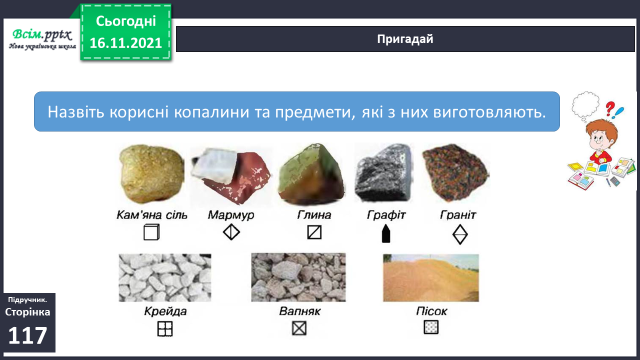 Всім.pptx
Нова українська школа
Сьогодні
16.11.2021
Пригадай
Назвіть корисні копалини та предмети, які з них виготовляють.
Кам'яна сіль
Мармур
Глина
Графіт
Граніт
Крейда
Вапняк
Пісок
Підручник.
Сторінка
117